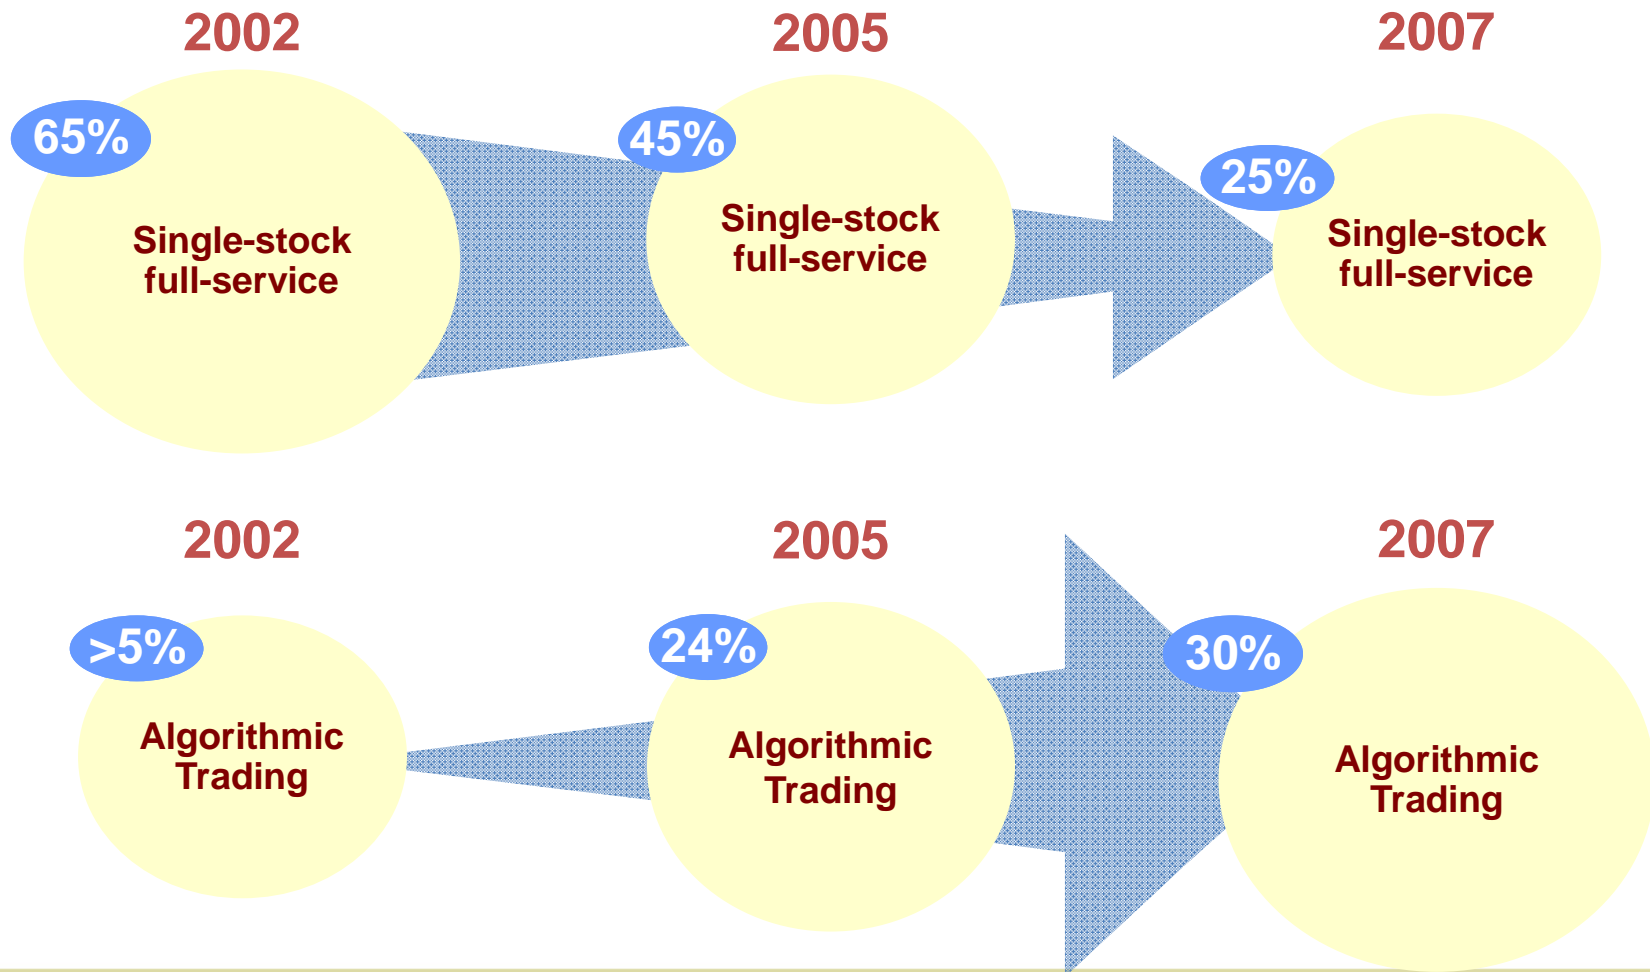 2002
2005
2007
65%
45%
25%
Single-stock
full-service
Single-stock
full-service
Single-stock
full-service
2002
2005
2007
>5%
24%
30%
Algorithmic
Trading
Algorithmic
Trading
Algorithmic
Trading